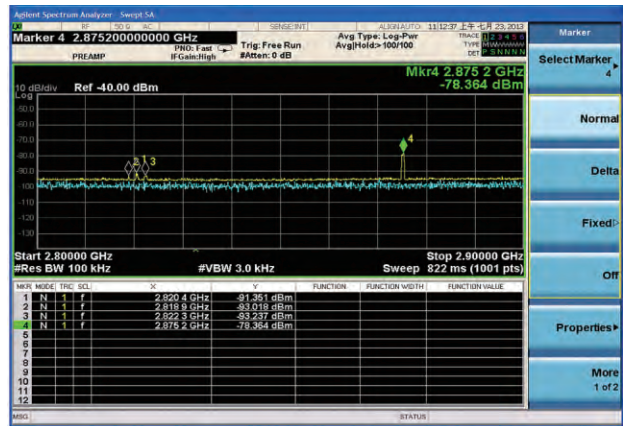 Agilent Spectrum Analyzer - Swept SA
RF 50 Ω AC SENSE:INT ALIGNAUTO 11:12:37 上午 七月 23, 2013
Marker 4 2.875200000000 GHz
PREAMP
PNO: Fast
IFGain:High
Trig: Free Run
#Atten: 0 dB
Avg Type: Log-Pwr
Avg|Hold:>100/100
TRACE 1 2 3 4 5 6
TYPE
DET P S N N N N
Mkr4 2.875 2 GHz
-78.364 dBm
10 dB/div Ref -40.00 dBm
Log
-50.0
-60.0
-70.0
-80.0
-90.0
-100
-110
-120
-130
2 1 3
4
Start 2.80000 GHz
#Res BW 100 kHz
#VBW 3.0 kHz
Stop 2.90000 GHz
Sweep 822 ms (1001 pts)
MKR MODE TRC SCL X Y FUNCTION FUNCTION WIDTH FUNCTION VALUE
1 N 1 f 2.820 4 GHz -91.351 dBm
2 N 1 f 2.818 9 GHz -93.018 dBm
3 N 1 f 2.822 3 GHz -93.237 dBm
4 N 1 f 2.875 2 GHz -78.364 dBm
5
6
7
8
9
10
11
12
MSG STATUS
Marker
Select Marker
4
Normal
Delta
Fixed
Off
Properties
More
1 of 2